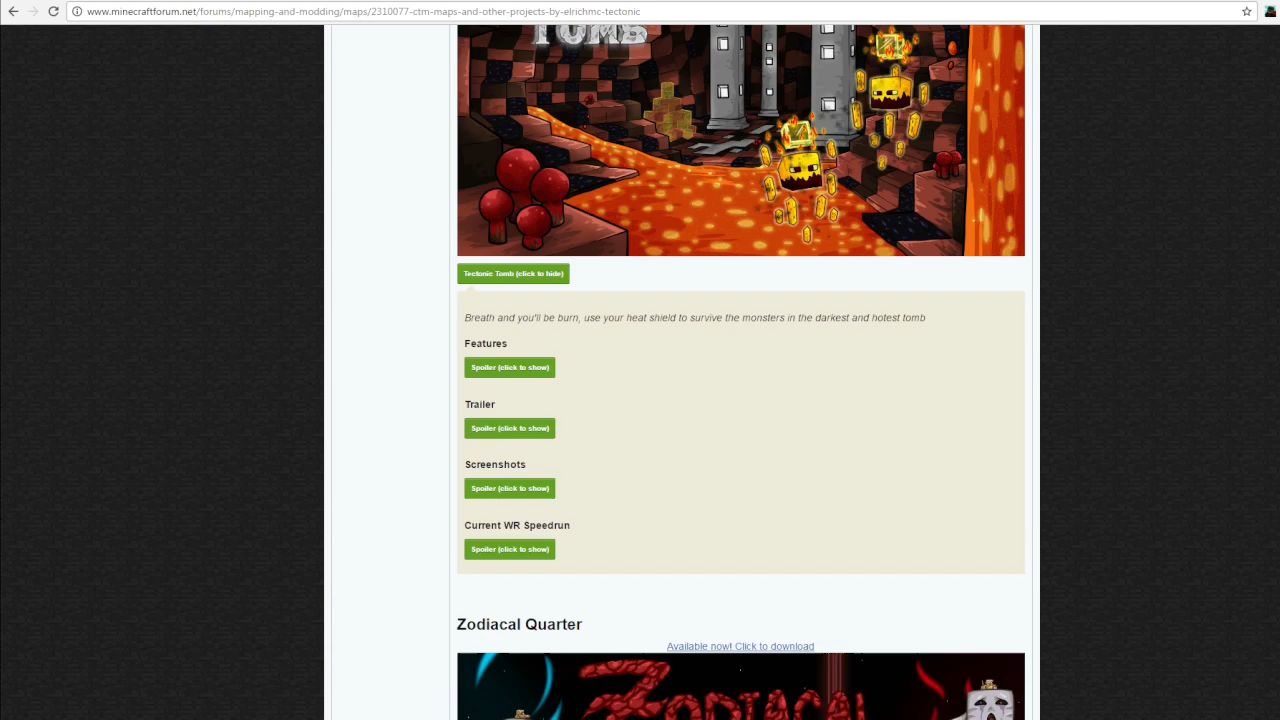 www.minecraftforum.net/forums/mapping-and-modding/maps/2310077-ctm-maps-and-other-projects-by-elrichmc-tectonic
TOMB
Tectonic Tomb (click to hide)
Breath and you'll be burn, use your heat shield to survive the monsters in the darkest and hotest tomb
Features
Spoiler (click to show)
Trailer
Spoiler (click to show)
Screenshots
Spoiler (click to show)
Current WR Speedrun
Spoiler (click to show)
Zodiacal Quarter
Available now! Click to download
ZODIACAL